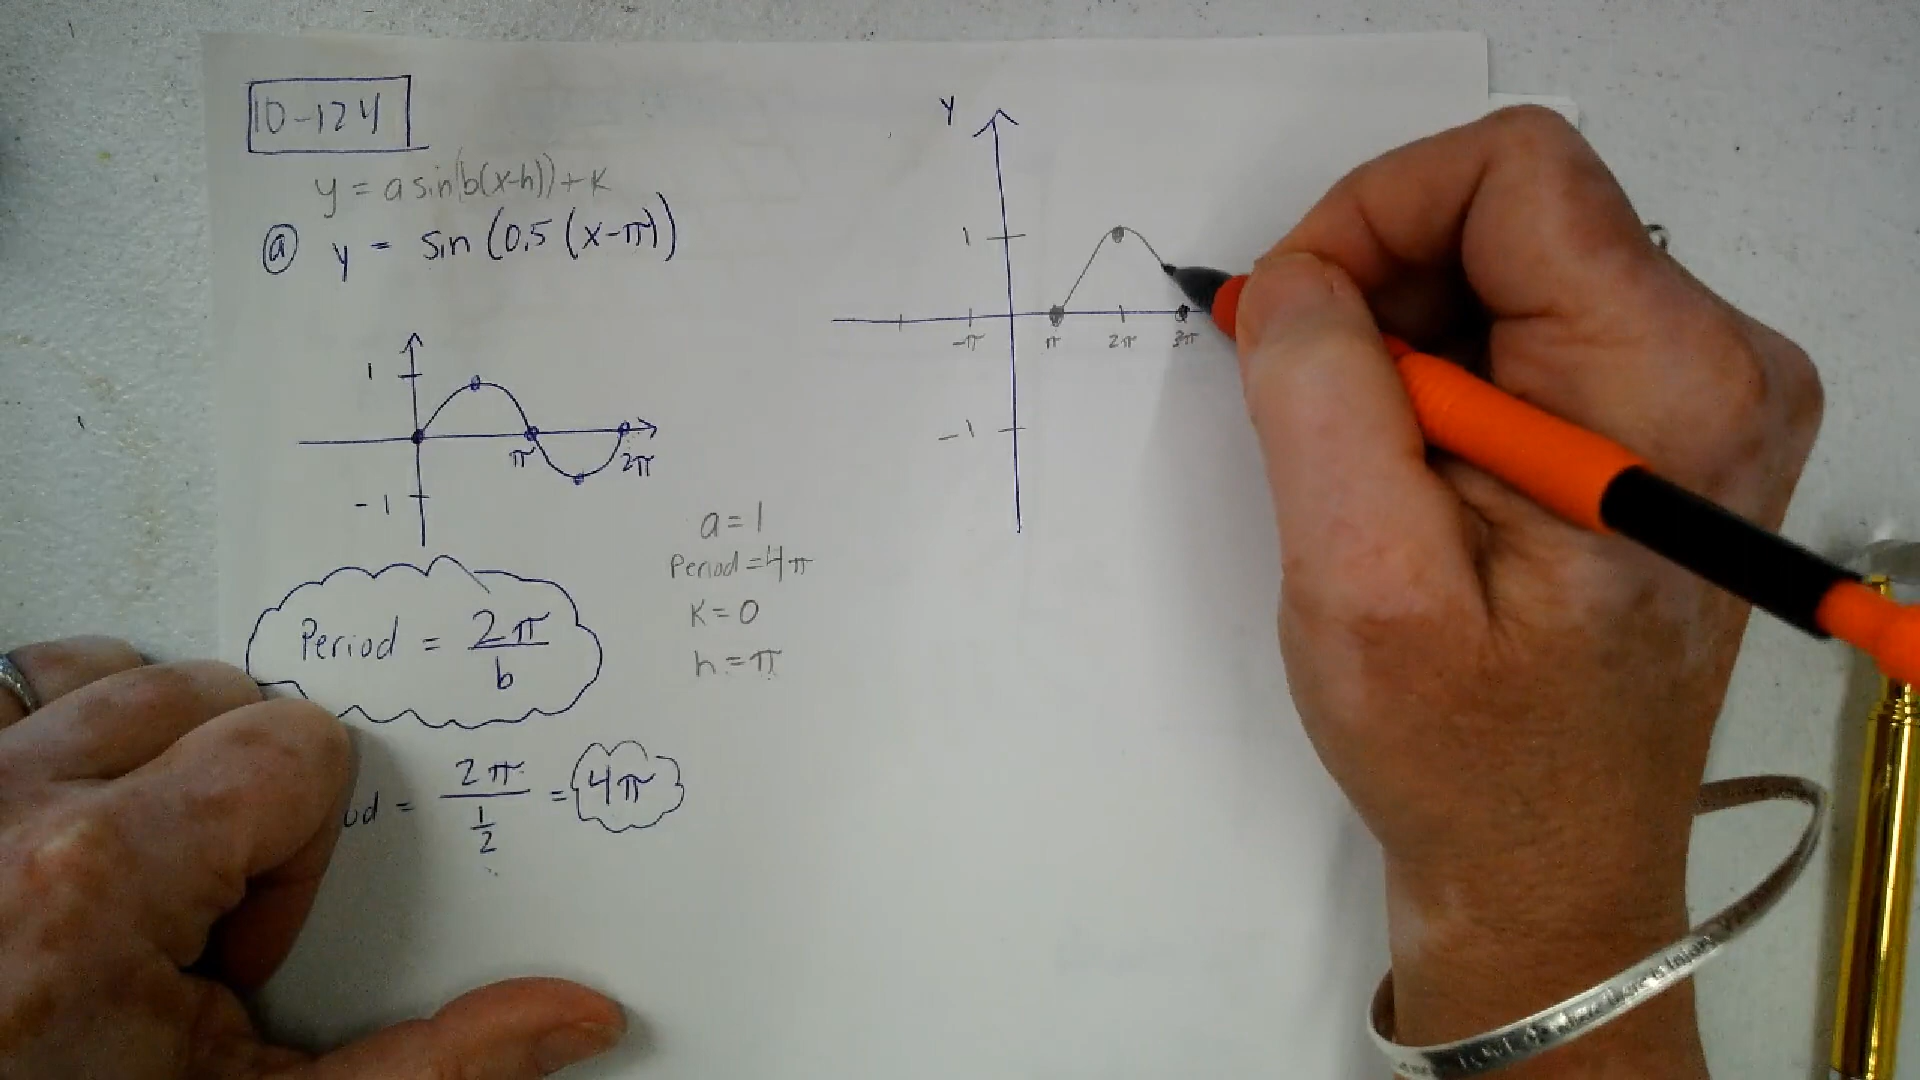 10-124
y = a sin(b(x-h)) + K
ⓐ y = sin (0.5 (x-π))
1
π
2π
-1
Period = 2π/b
od = 2π/(1/2) = 4π
a = 1
Period = 4π
K = 0
h = π
y
1
-π π 2π 3π
-1